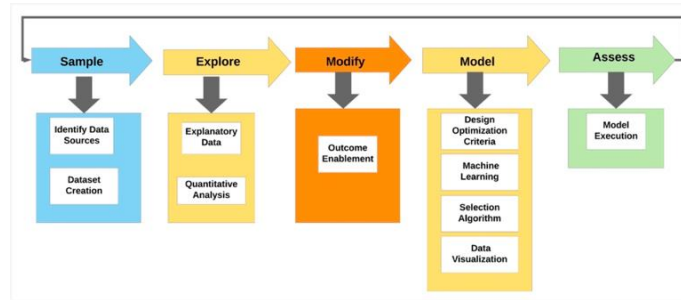 Sample
Explore
Modify
Model
Assess
Identify Data
Sources
Dataset
Creation
Explanatory
Data
Quantitative
Analysis
Outcome
Enablement
Design
Optimization
Criteria
Machine
Learning
Selection
Algorithm
Data
Visualization
Model
Execution